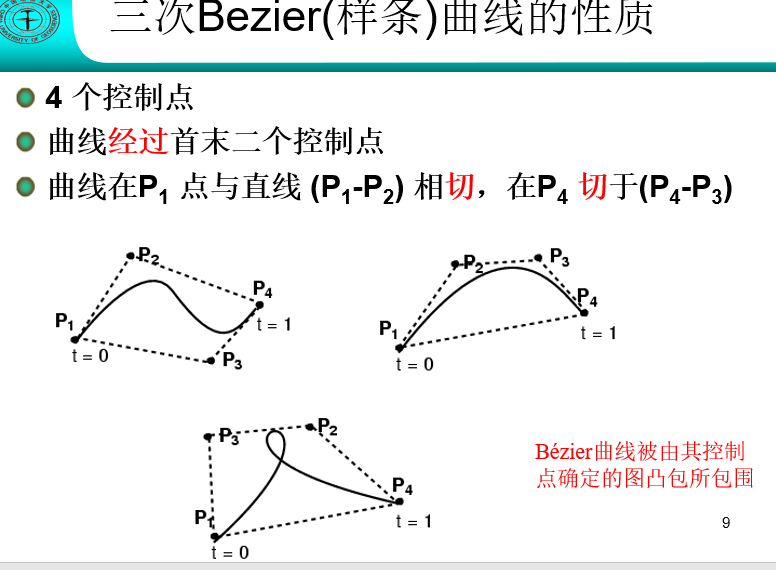 三次Bezier(样条)曲线的性质
4 个控制点
曲线经过首末二个控制点
曲线在P1 点与直线 (P1-P2) 相切，在P4 切于(P4-P3)
P2
P4
P1
t = 1
t = 0
P3
P2
P3
P4
P1
t = 1
t = 0
P3
P2
P4
P1
t = 1
t = 0
Bézier曲线被由其控制
点确定的图凸包所包围
9